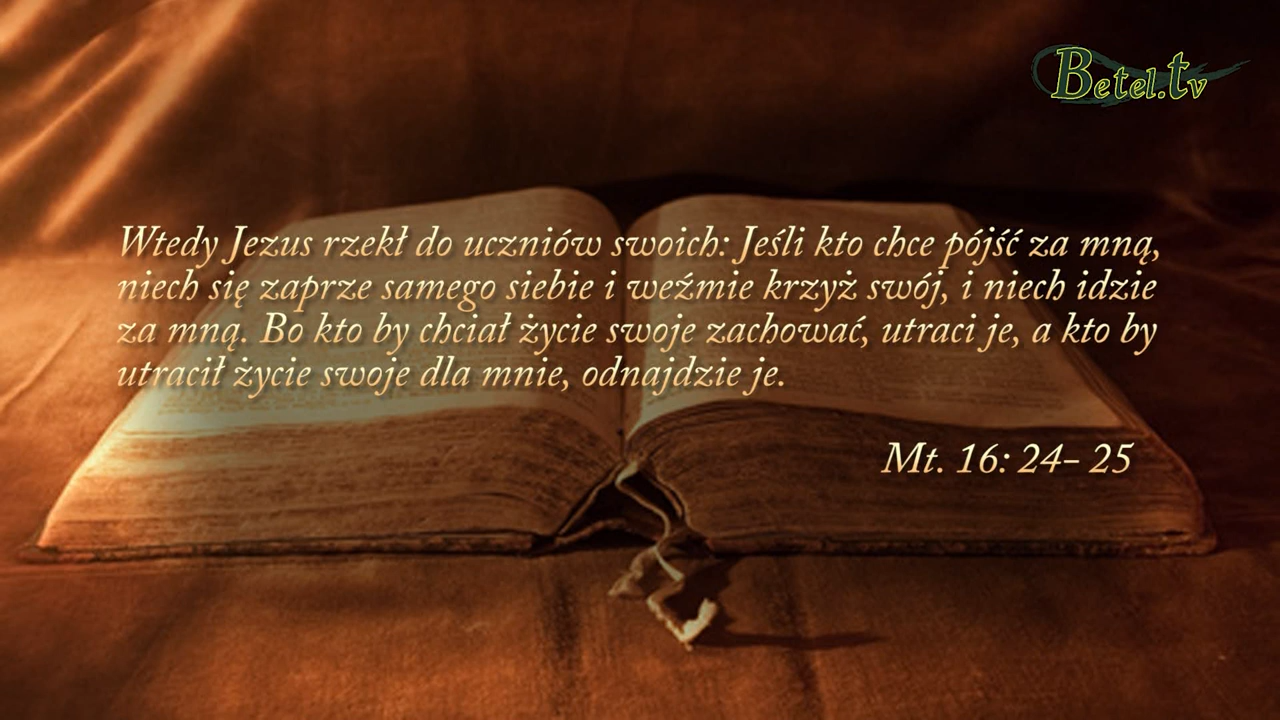 Betel.tv
Wtedy Jezus rzekł do uczniów swoich: Jeśli kto chce pójść za mną,
niech się zaprze samego siebie i weźmie krzyż swój, i niech idzie
za mną. Bo kto by chciał życie swoje zachować, utraci je, a kto by
utracił życie swoje dla mnie, odnajdzie je.
Mt. 16: 24- 25